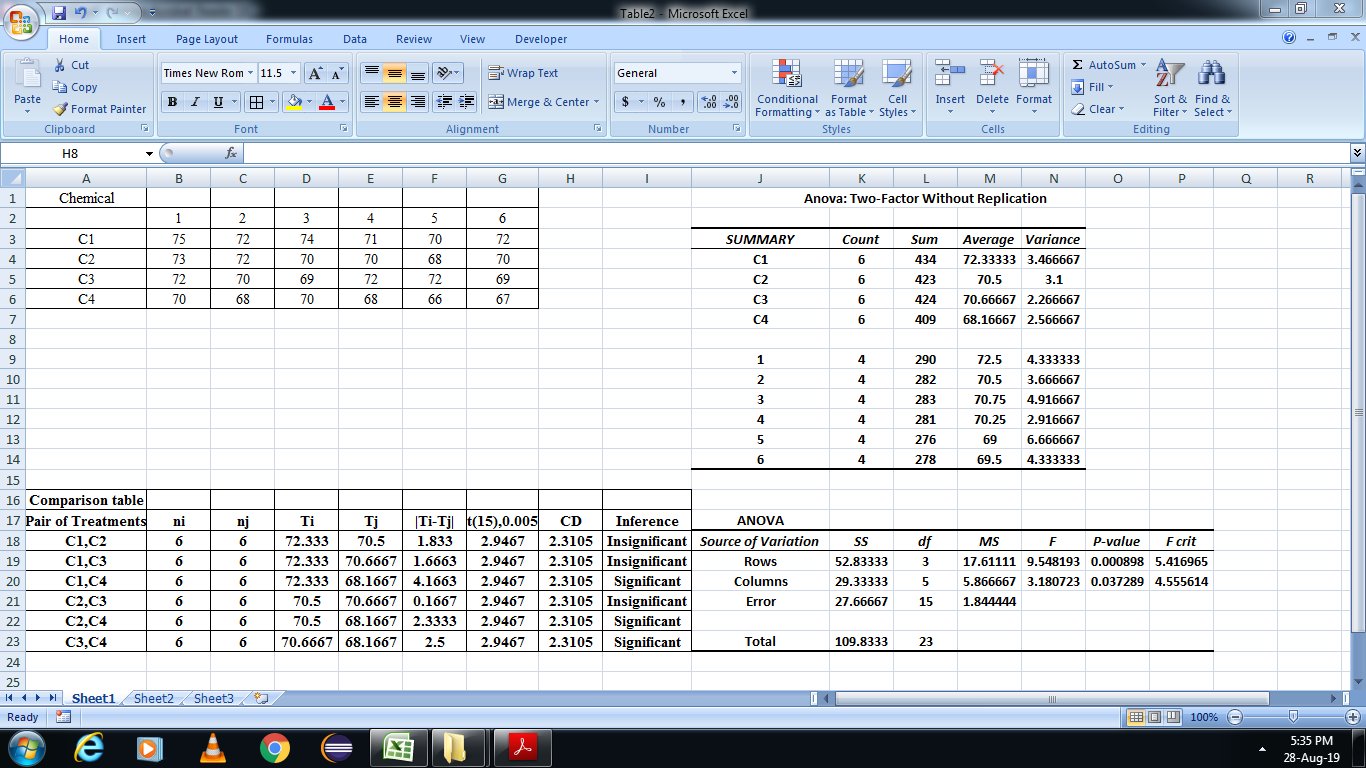 Table2 - Microsoft Excel
Home Insert Page Layout Formulas Data Review View Developer
Paste
Cut
Copy
Format Painter
Clipboard
Times New Rom 11.5
B I U
Font
Wrap Text
Merge & Center
Alignment
General
$ % ,
Number
Conditional Formatting
Format as Table
Cell Styles
Styles
Insert Delete Format
Cells
Σ AutoSum
Fill
Clear
Sort & Filter
Find & Select
Editing
H8 fx
A B C D E F G H I J K L M N O P Q R
1 Chemical Anova: Two-Factor Without Replication
2 1 2 3 4 5 6
3 C1 75 72 74 71 70 72 SUMMARY Count Sum Average Variance
4 C2 73 72 70 70 68 70 C1 6 434 72.33333 3.466667
5 C3 72 70 69 72 72 69 C2 6 423 70.5 3.1
6 C4 70 68 70 68 66 67 C3 6 424 70.66667 2.266667
7 C4 6 409 68.16667 2.566667
8
9 1 4 290 72.5 4.333333
10 2 4 282 70.5 3.666667
11 3 4 283 70.75 4.916667
12 4 4 281 70.25 2.916667
13 5 4 276 69 6.666667
14 6 4 278 69.5 4.333333
15
16 Comparison table
17 Pair of Treatments ni nj Ti Tj |Ti-Tj| t(15),0.005 CD Inference ANOVA
18 C1,C2 6 6 72.333 70.5 1.833 2.9467 2.3105 Insignificant Source of Variation SS df MS F P-value F crit
19 C1,C3 6 6 72.333 70.6667 1.6663 2.9467 2.3105 Insignificant Rows 52.83333 3 17.61111 9.548193 0.000898 5.416965
20 C1,C4 6 6 72.333 68.1667 4.1663 2.9467 2.3105 Significant Columns 29.33333 5 5.866667 3.180723 0.037289 4.555614
21 C2,C3 6 6 70.5 70.6667 0.1667 2.9467 2.3105 Insignificant Error 27.66667 15 1.844444
22 C2,C4 6 6 70.5 68.1667 2.3333 2.9467 2.3105 Significant
23 C3,C4 6 6 70.6667 68.1667 2.5 2.9467 2.3105 Significant Total 109.8333 23
24
25
Sheet1 Sheet2 Sheet3
Ready 100%
5:35 PM
28-Aug-19